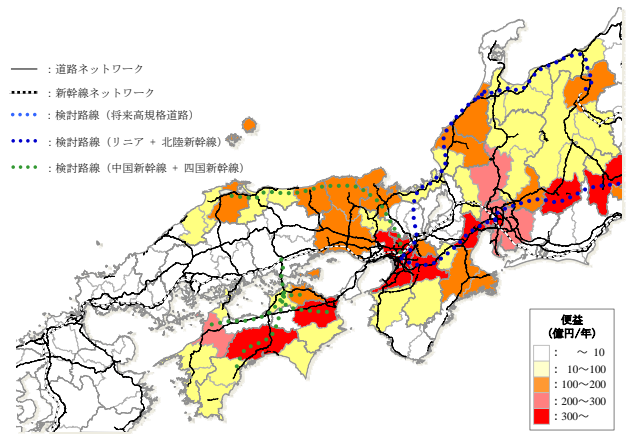 ：道路ネットワーク
：新幹線ネットワーク
：検討路線（将来高規格道路）
：検討路線（リニア + 北陸新幹線）
：検討路線（中国新幹線 + 四国新幹線）
便益
（億円/年）
：　～ 10
：10～100
：100～200
：200～300
：300～